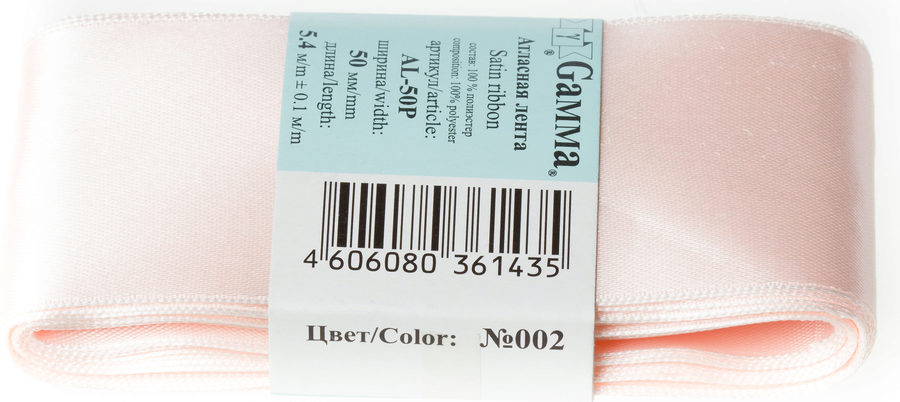 GaMMa®
Атласная лента
Satin ribbon
состав: 100 % полиэстер
composition: 100% polyester
артикул/article:
AL-50P
ширина/width:
50 мм/mm
длина/length:
5.4 м/m ± 0.1 м/m
4 606080 361435
Цвет/Color: №002